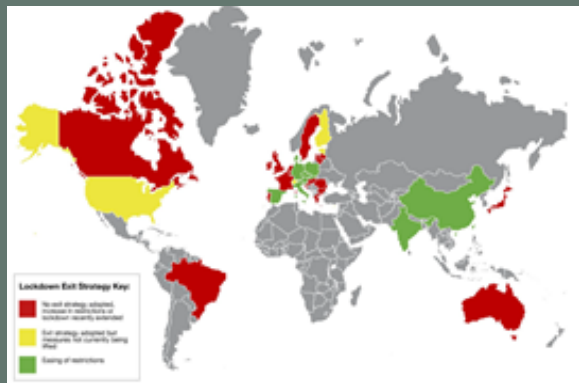 Lockdown Exit Strategy Key:
No exit strategy adopted,
increase in restrictions or
lockdown recently extended
Exit strategy adopted but
measures not currently being
lifted
Easing of restrictions